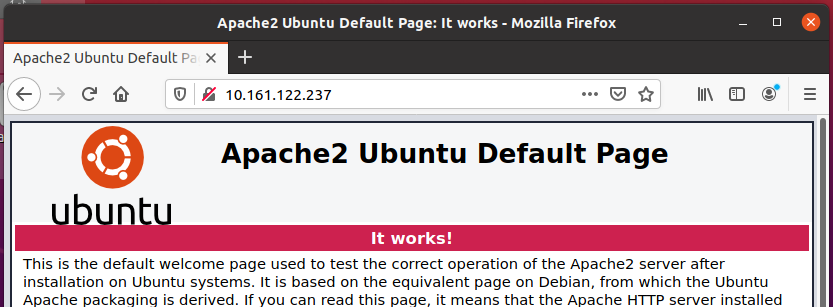 Apache2 Ubuntu Default Page: It works - Mozilla Firefox
Apache2 Ubuntu Default Pa
10.161.122.237
Apache2 Ubuntu Default Page
ubuntu
It works!
This is the default welcome page used to test the correct operation of the Apache2 server after
installation on Ubuntu systems. It is based on the equivalent page on Debian, from which the Ubuntu
Apache packaging is derived. If you can read this page, it means that the Apache HTTP server installed